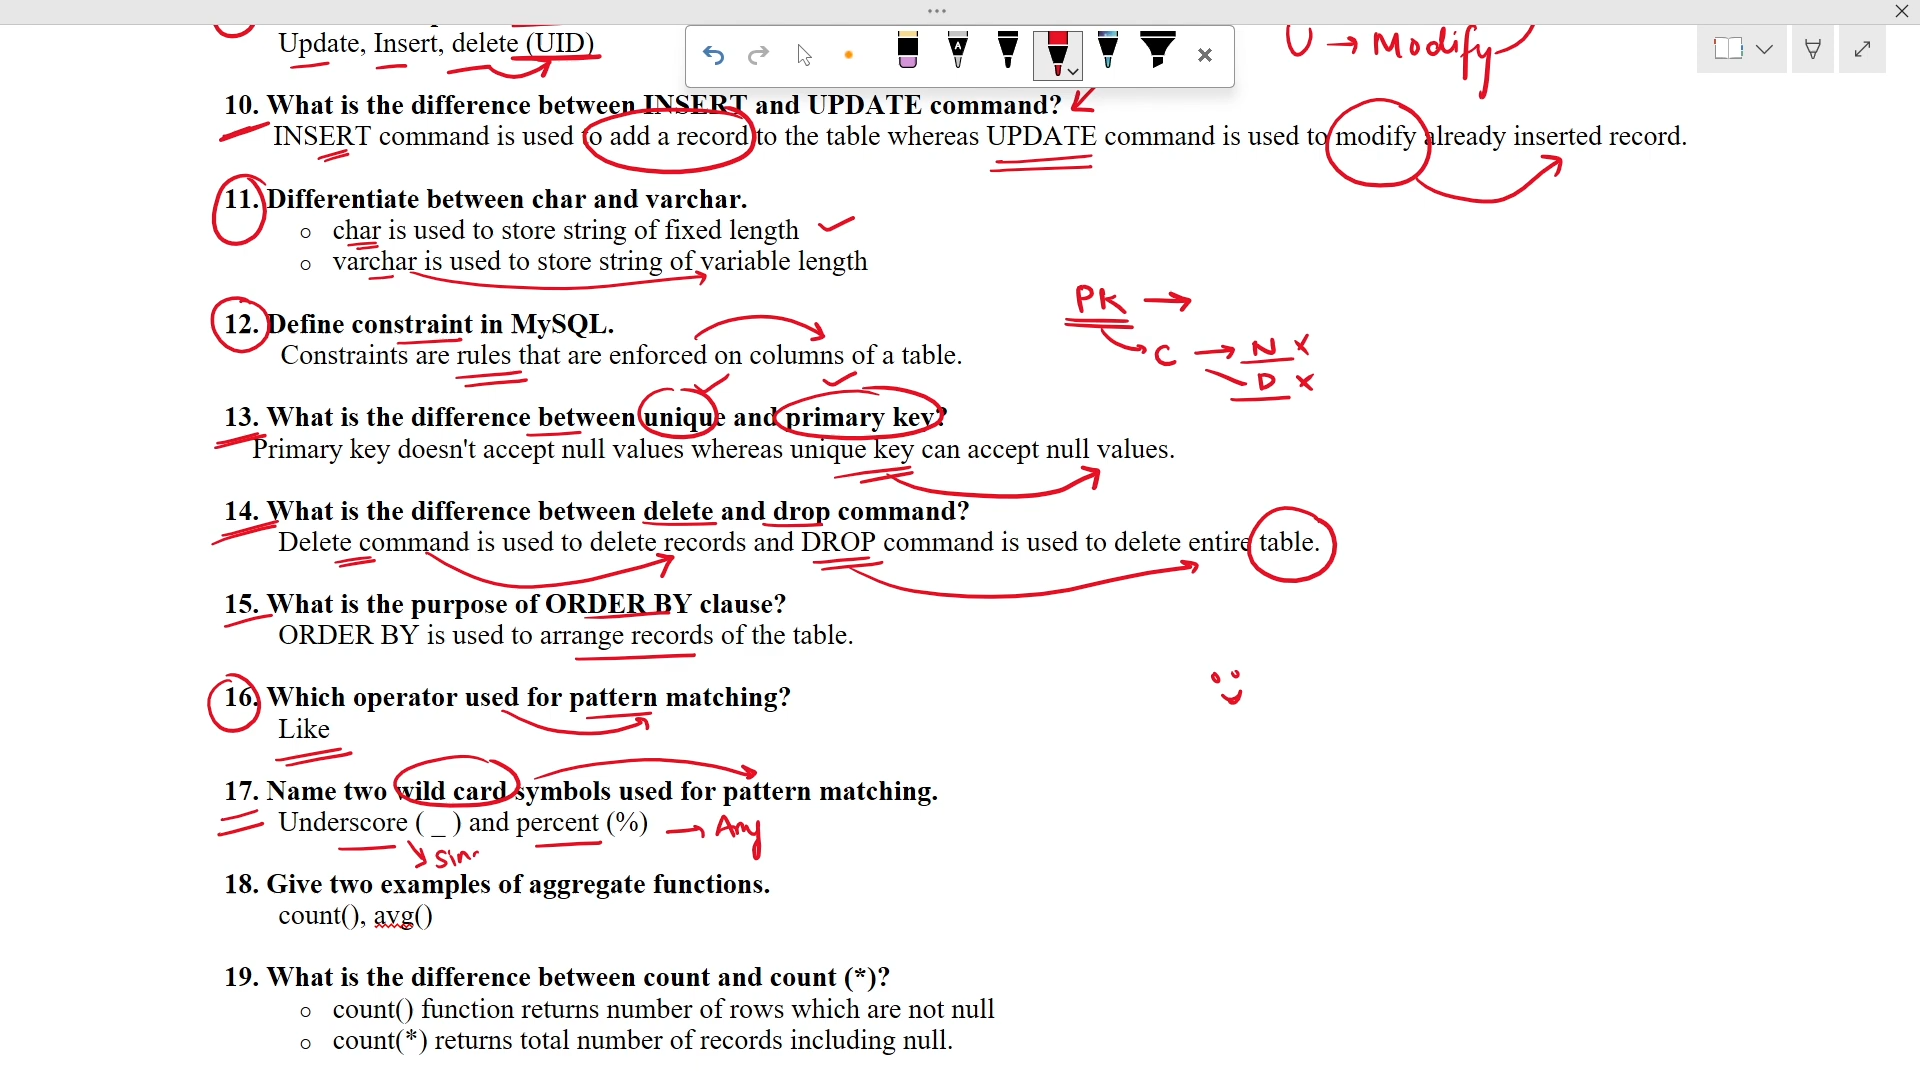 Update, Insert, delete (UID)
U → Modify
10. What is the difference between INSERT and UPDATE command?
INSERT command is used to add a record to the table whereas UPDATE command is used to modify already inserted record.
11. Differentiate between char and varchar.
o char is used to store string of fixed length
o varchar is used to store string of variable length
PK →
12. Define constraint in MySQL.
C → N x
D x
Constraints are rules that are enforced on columns of a table.
13. What is the difference between unique and primary key?
Primary key doesn't accept null values whereas unique key can accept null values.
14. What is the difference between delete and drop command?
Delete command is used to delete records and DROP command is used to delete entire table.
15. What is the purpose of ORDER BY clause?
ORDER BY is used to arrange records of the table.
16. Which operator used for pattern matching?
Like
17. Name two wild card symbols used for pattern matching.
Underscore ( _ ) and percent (%) → Any
18. Give two examples of aggregate functions.
count(), avg()
19. What is the difference between count and count (*)?
o count() function returns number of rows which are not null
o count(*) returns total number of records including null.